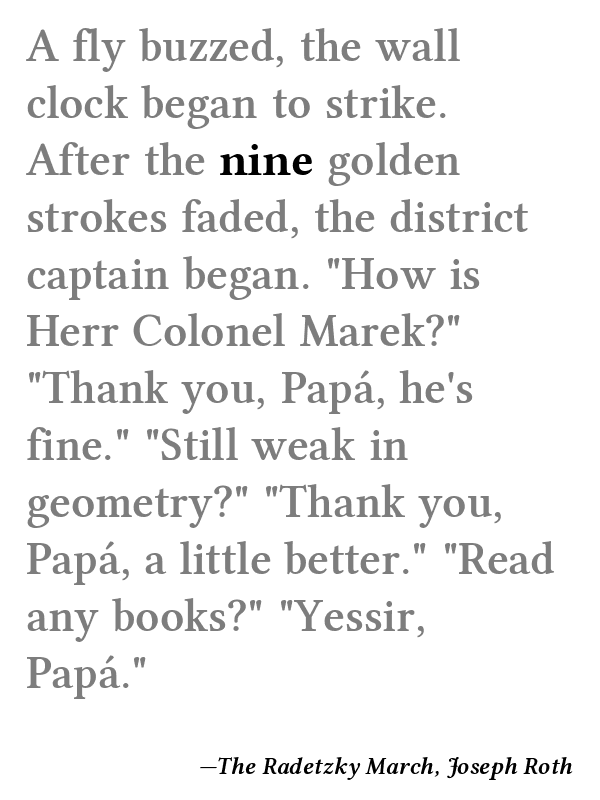 A fly buzzed, the wall
clock began to strike.
After the nine golden
strokes faded, the district
captain began. "How is
Herr Colonel Marek?"
"Thank you, Papá, he's
fine." "Still weak in
geometry?" "Thank you,
Papá, a little better." "Read
any books?" "Yessir,
Papá."
—The Radetzky March, Joseph Roth